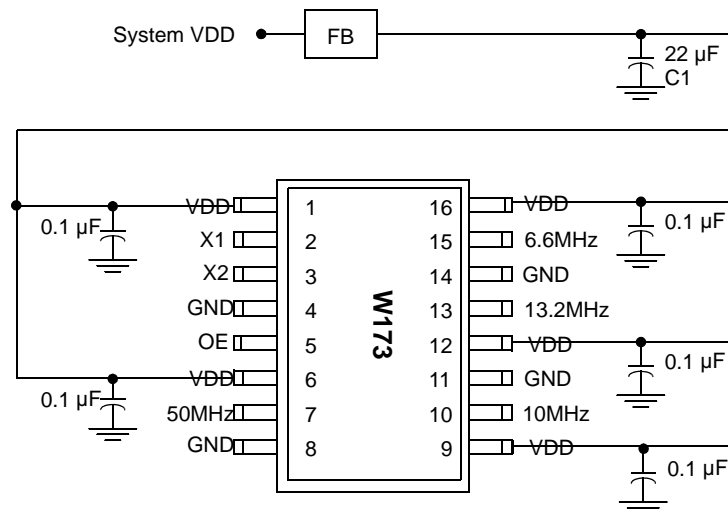 System VDD
FB
22 µF
C1
VDD 1 16 VDD
0.1 µF 0.1 µF
X1 2 15 6.6MHz
X2 3 14 GND
GND 4 13 13.2MHz
W173
OE 5 12 VDD
0.1 µF
VDD 6 11 GND
0.1 µF
50MHz 7 10 10MHz
GND 8 9 VDD
0.1 µF